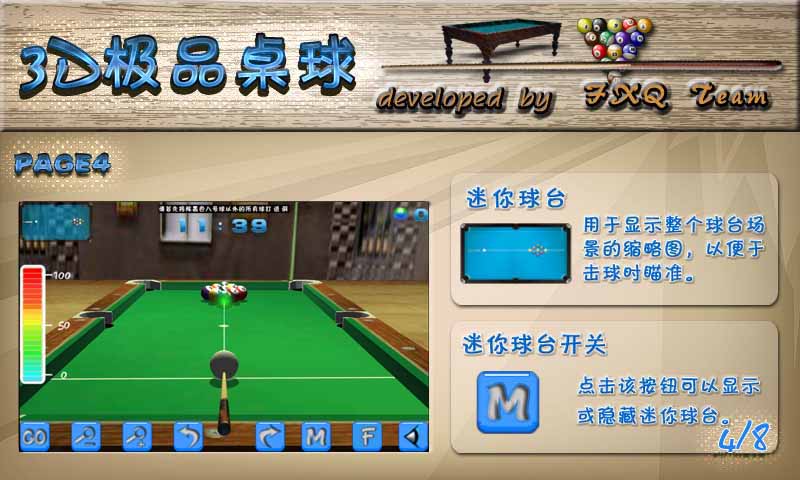 3D极品桌球
developed by FXQ Team
PAGE4
11:39
0
100
50
0
GO
M
F
迷你球台
用于显示整个球台场
景的缩略图，以便于
击球时瞄准。
迷你球台开关
M
点击该按钮可以显示
或隐藏迷你球台。
4/8